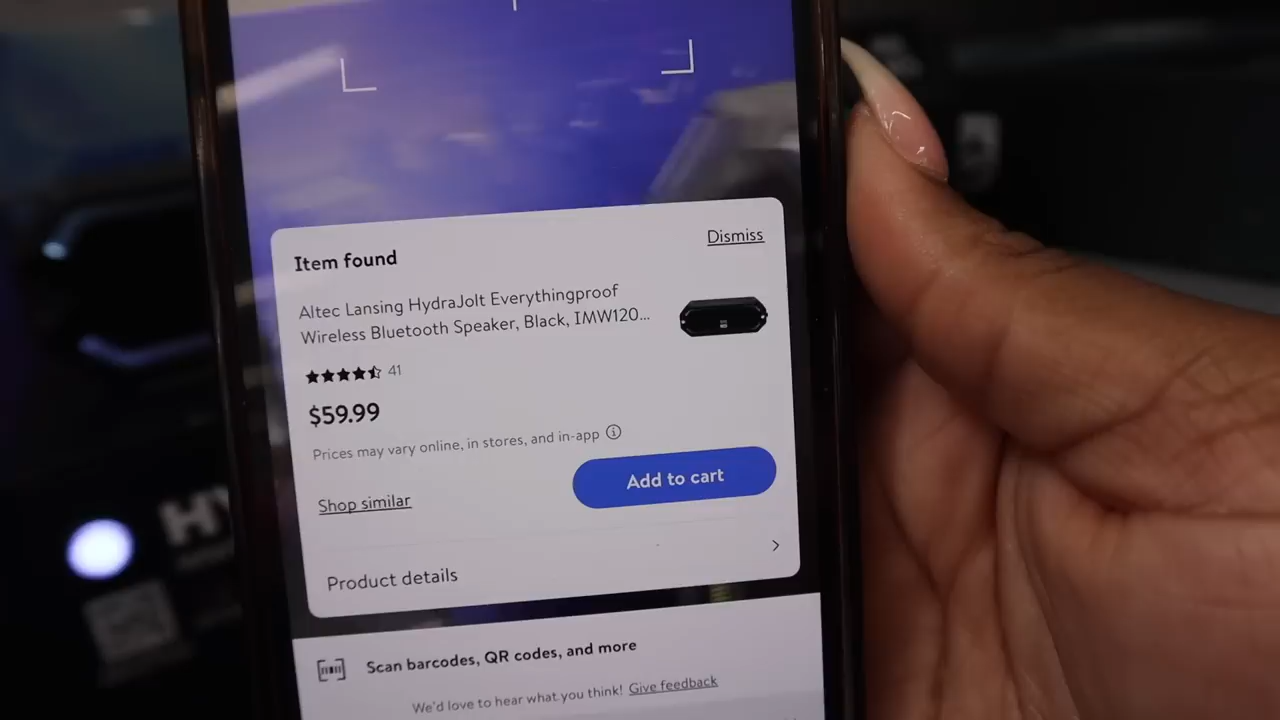 Item found
Dismiss
Altec Lansing HydraJolt Everythingproof
Wireless Bluetooth Speaker, Black, IMW120...
41
$59.99
Prices may vary online, in stores, and in-app
Add to cart
Shop similar
Product details
Scan barcodes, QR codes, and more
We'd love to hear what you think! Give feedback